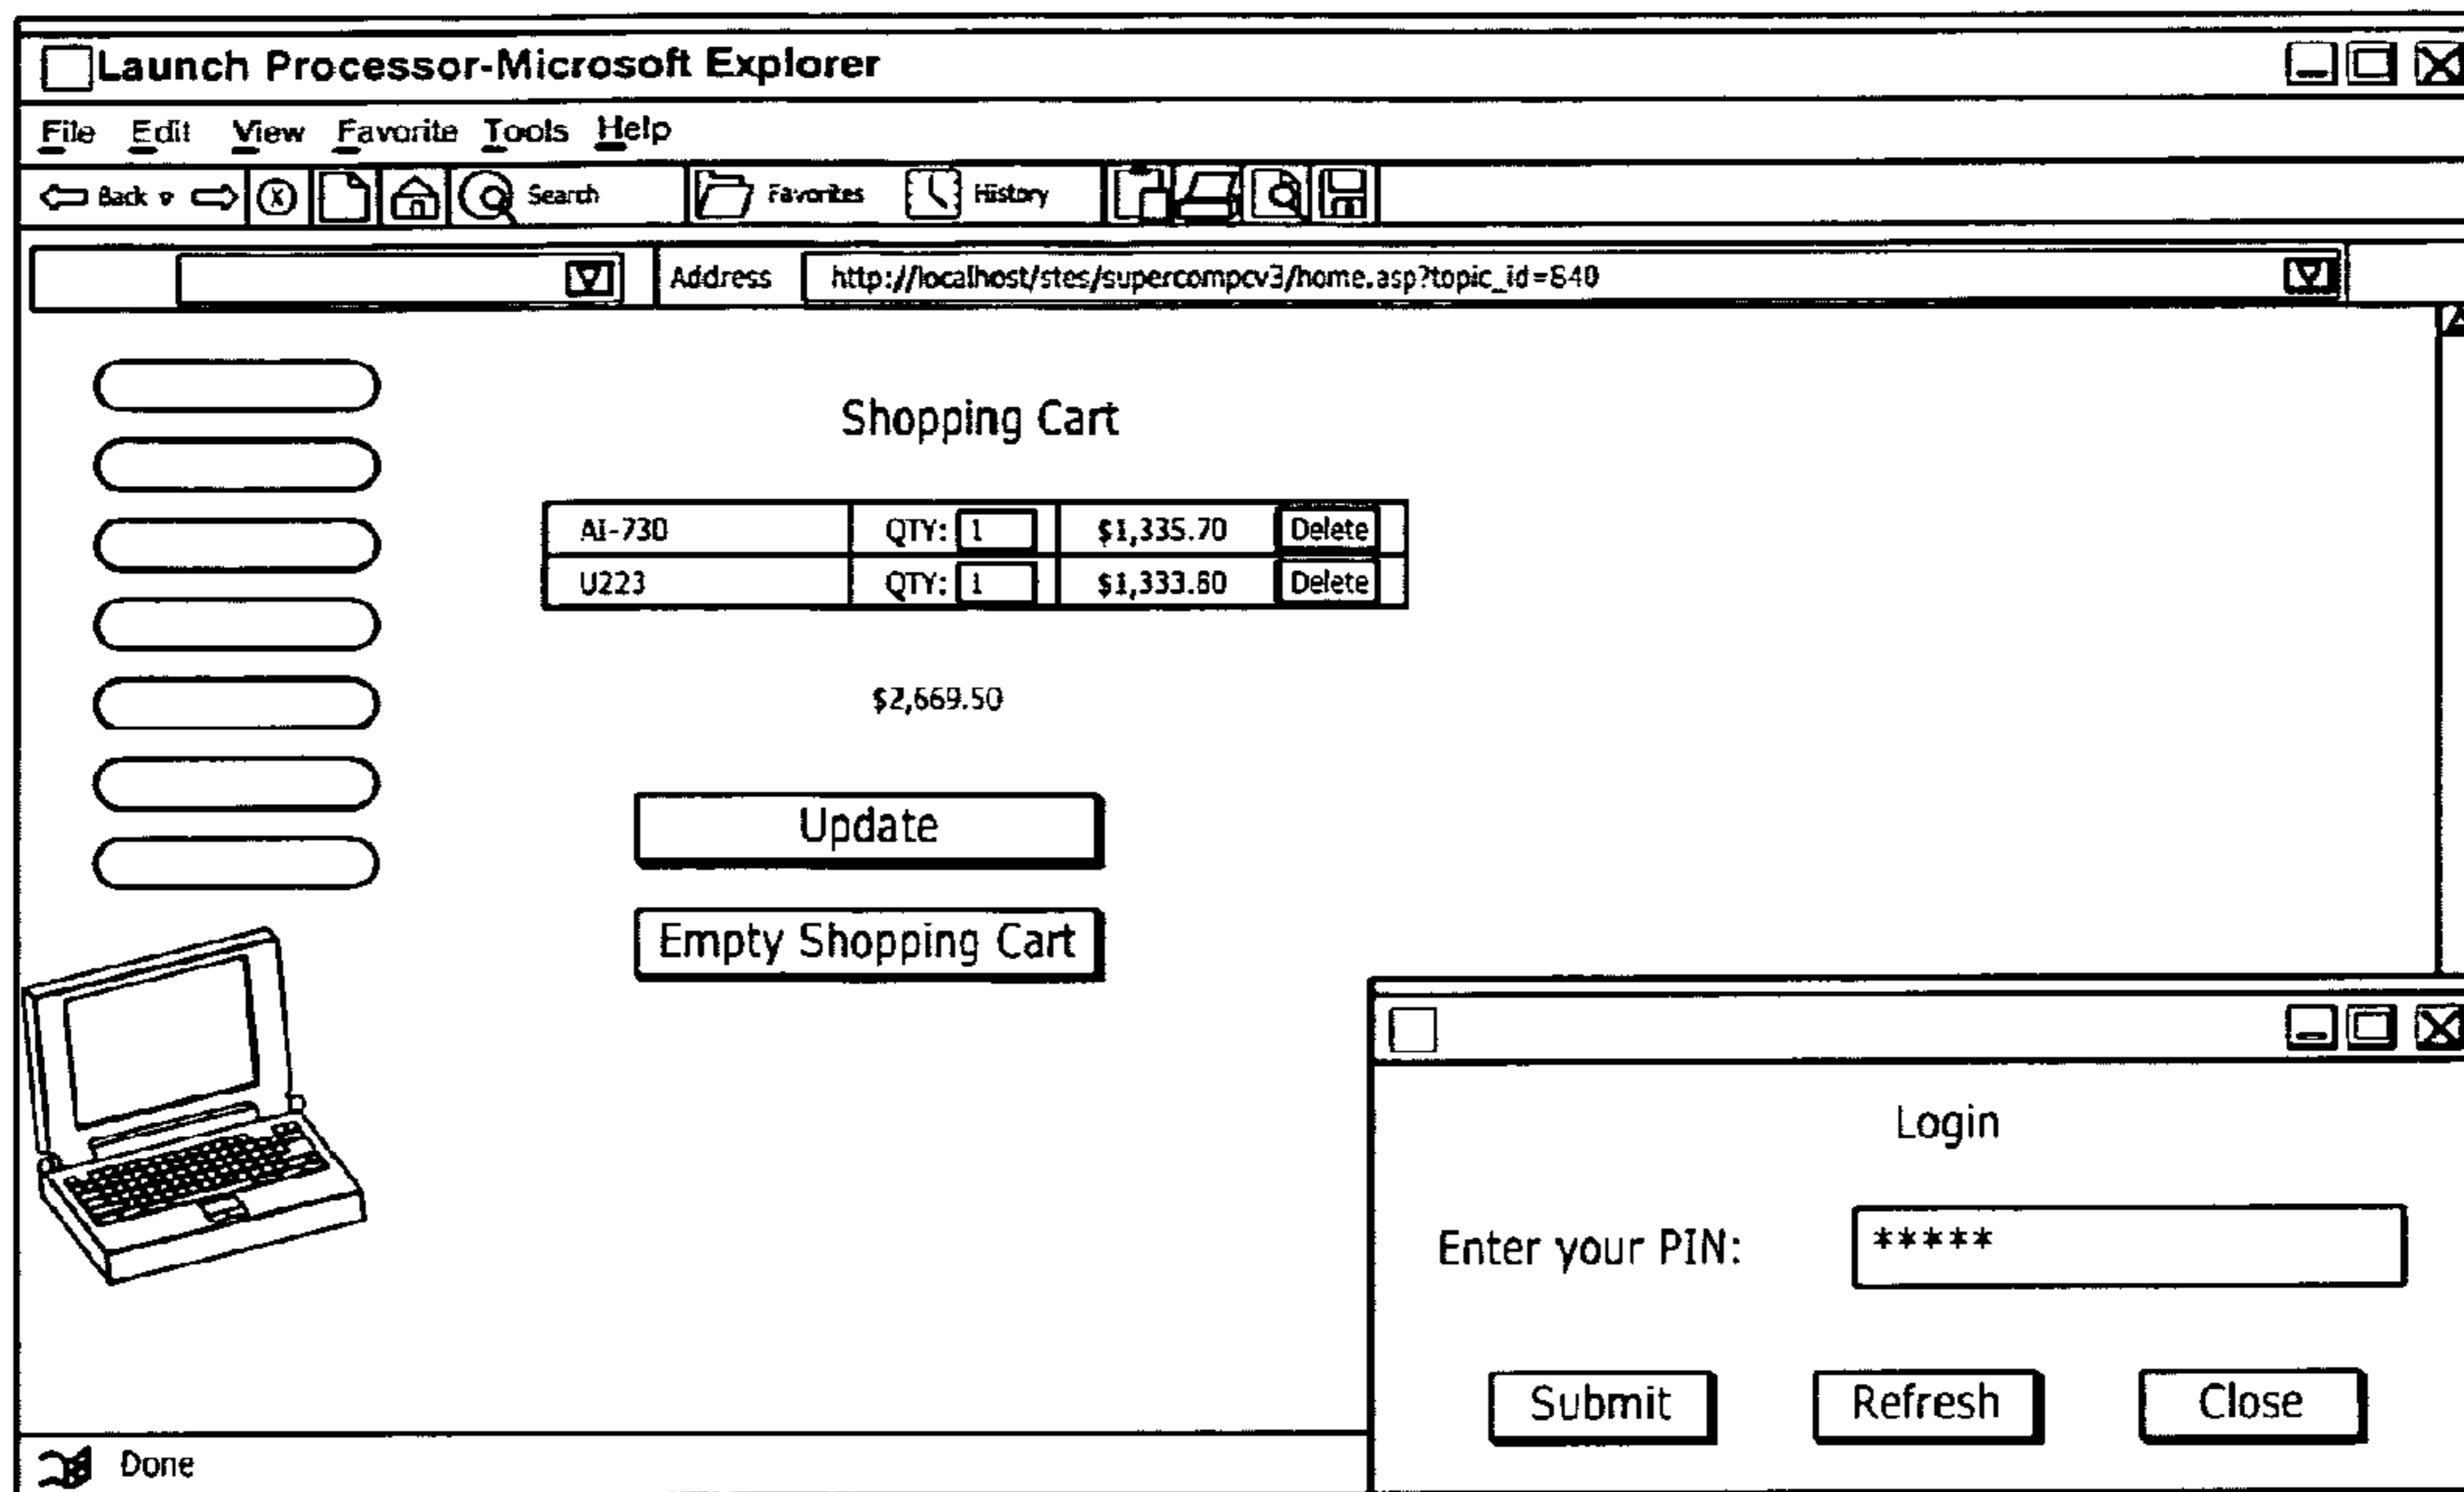 Launch Processor-Microsoft Explorer
File Edit View Favorite Tools Help
Back Search Favorites History
Address http://localhost/stes/supercompcv3/home.asp?topic_id=840
Shopping Cart
AI-730 QTY: 1 $1,335.70 Delete
U223 QTY: 1 $1,333.80 Delete
$2,669.50
Update
Empty Shopping Cart
Login
Enter your PIN: *****
Submit Refresh Close
Done